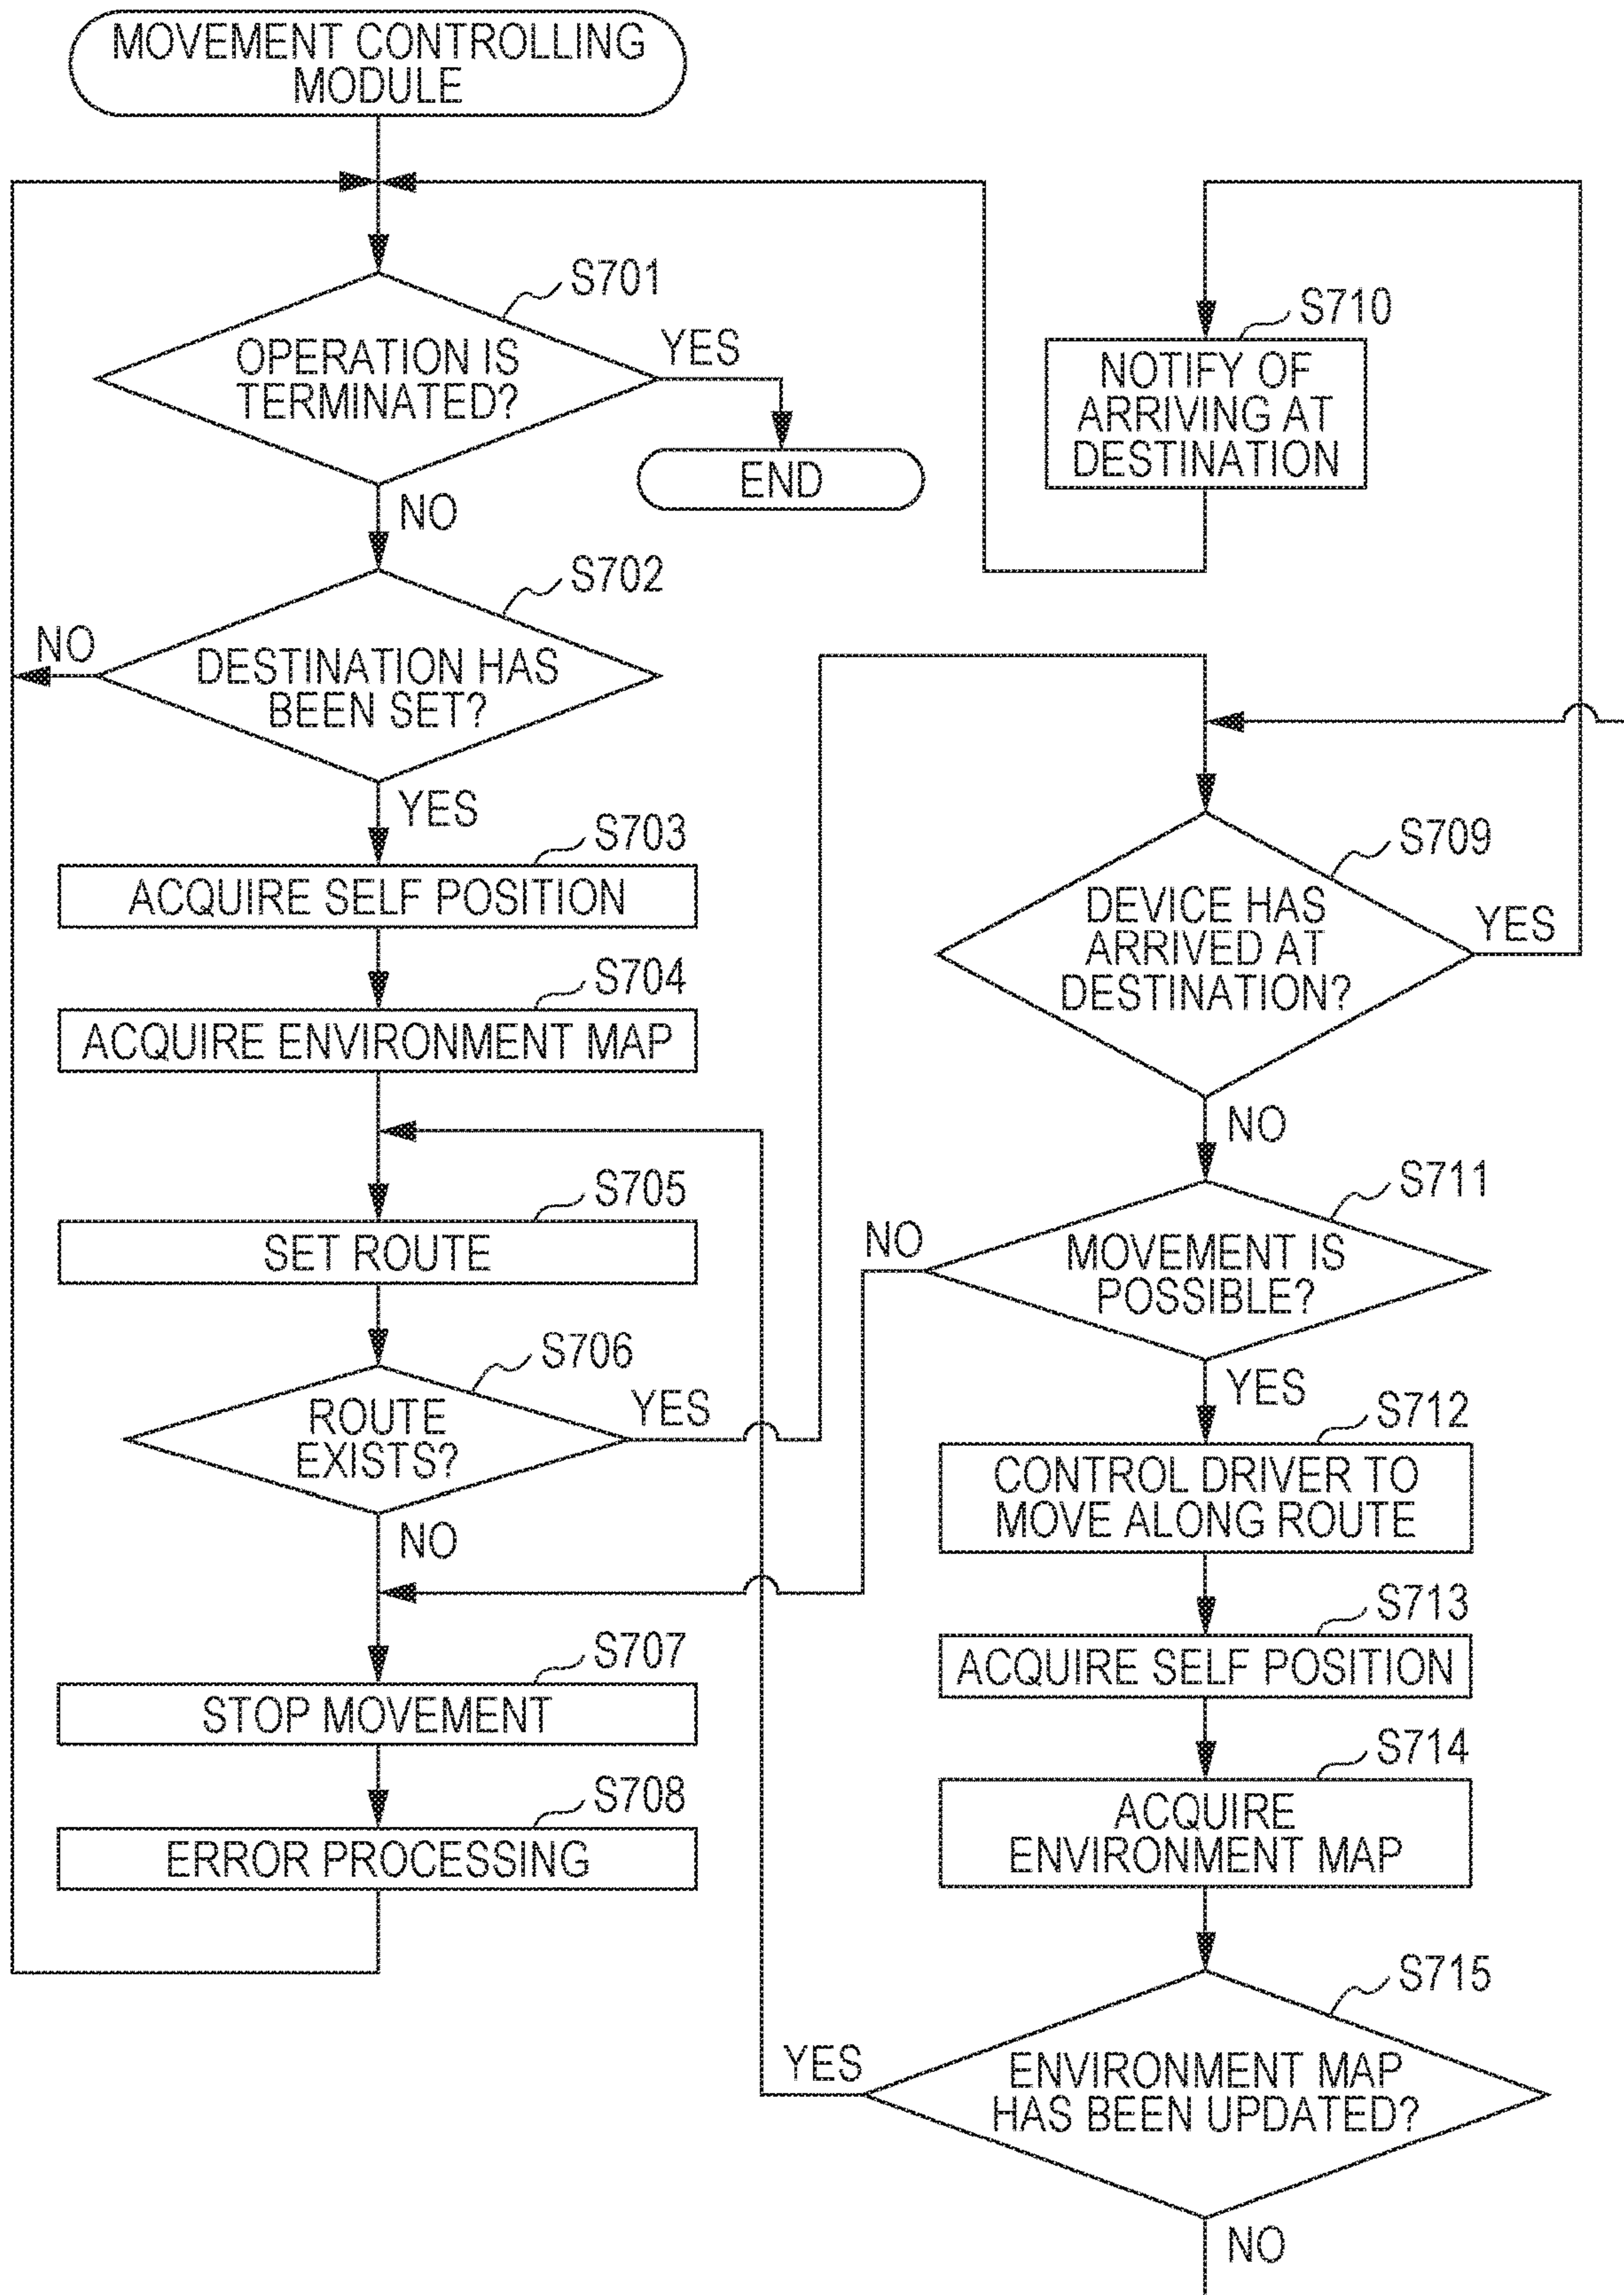 MOVEMENT CONTROLLING
MODULE
S701
OPERATION IS
TERMINATED?
YES
END
NO
S702
DESTINATION HAS
BEEN SET?
NO
YES
S703
ACQUIRE SELF POSITION
S704
ACQUIRE ENVIRONMENT MAP
S705
SET ROUTE
S706
ROUTE
EXISTS?
YES
NO
S707
STOP MOVEMENT
S708
ERROR PROCESSING
S710
NOTIFY OF
ARRIVING AT
DESTINATION
S709
DEVICE HAS
ARRIVED AT
DESTINATION?
YES
NO
S711
MOVEMENT IS
POSSIBLE?
NO
YES
S712
CONTROL DRIVER TO
MOVE ALONG ROUTE
S713
ACQUIRE SELF POSITION
S714
ACQUIRE
ENVIRONMENT MAP
S715
ENVIRONMENT MAP
HAS BEEN UPDATED?
YES
NO